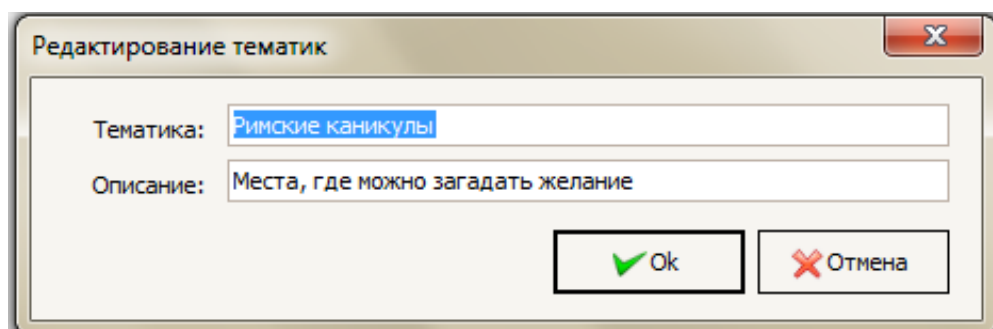 Редактирование тематик
Тематика: Римские каникулы
Описание: Места, где можно загадать желание
Ok Отмена